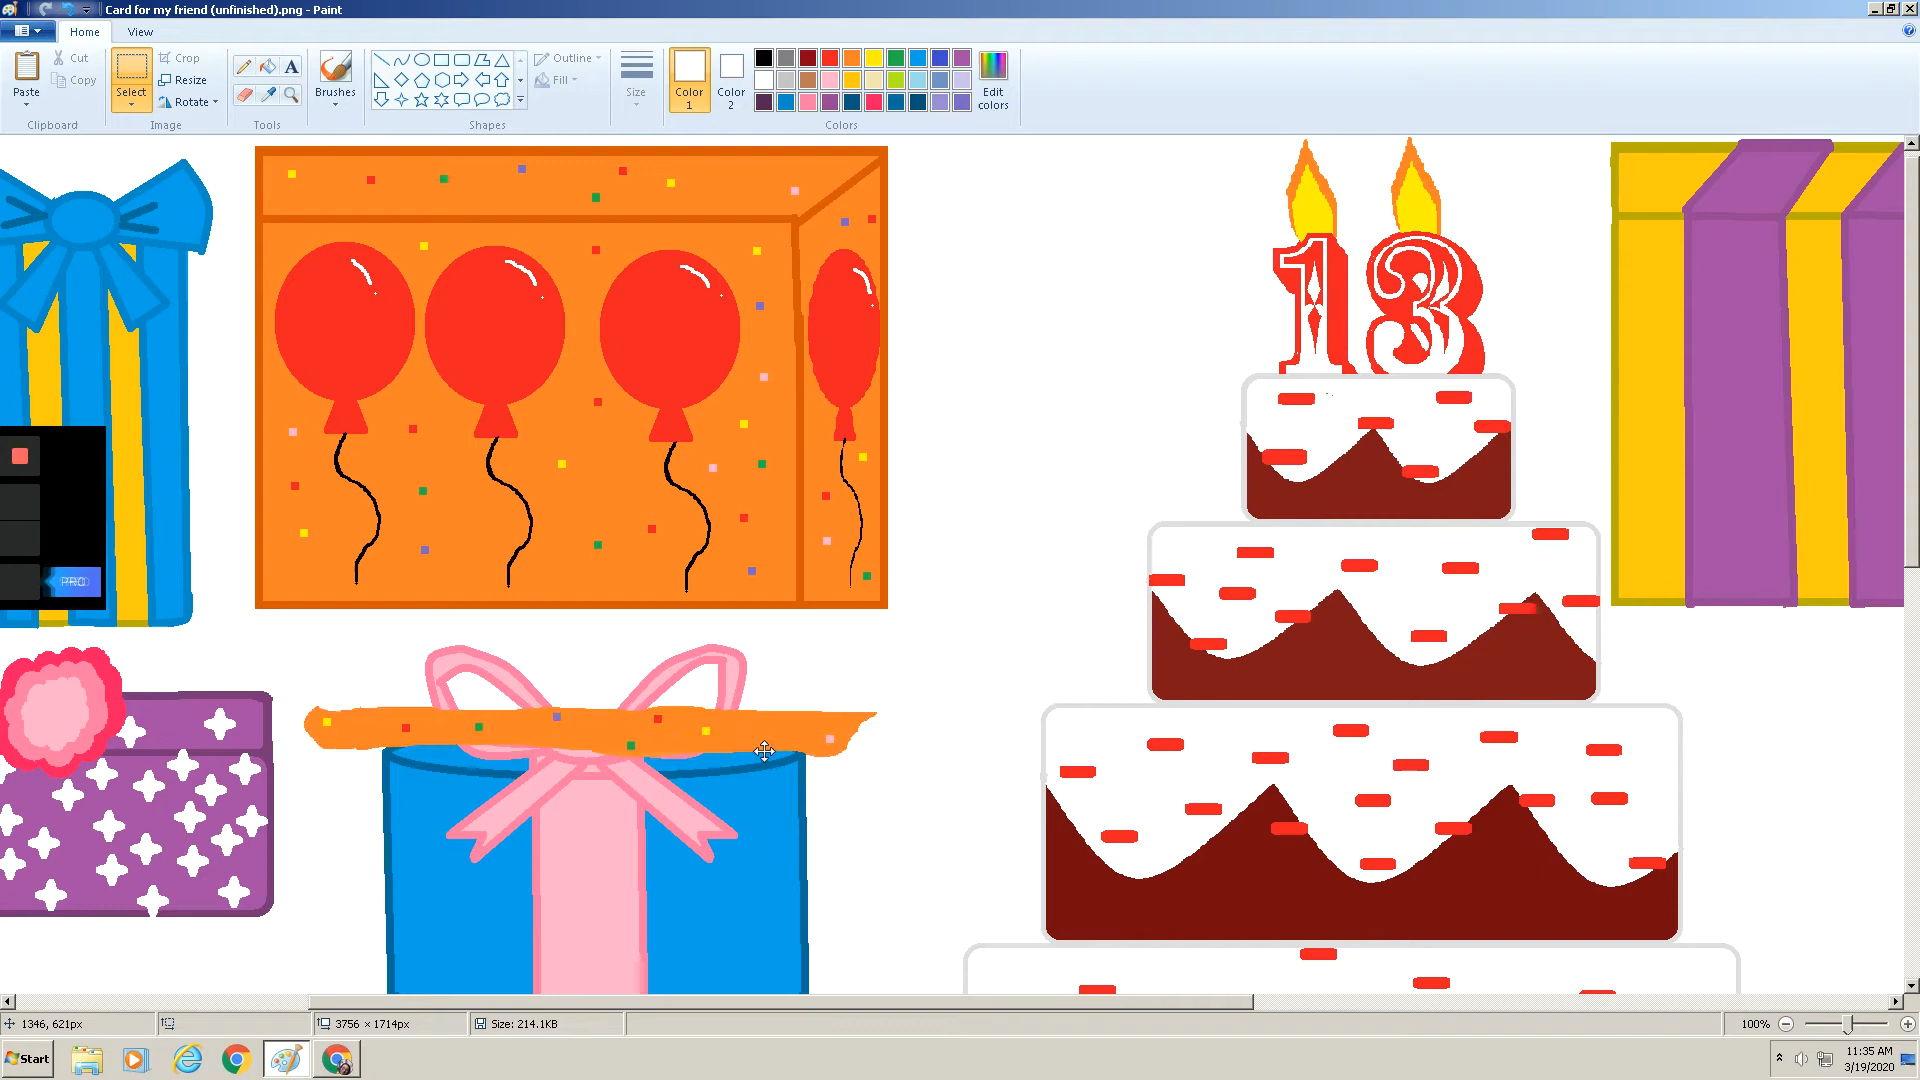 Card for my friend (unfinished).png - Paint
Home
View
Paste
Cut
Copy
Clipboard
Select
Crop
Resize
Rotate
Image
A
Tools
Brushes
Shapes
Outline
Fill
Size
Color 1
Color 2
Edit colors
Colors
13
PRO
1346, 621px
3756 × 1714px
Size: 214.1KB
100%
Start
11:35 AM
3/19/2020